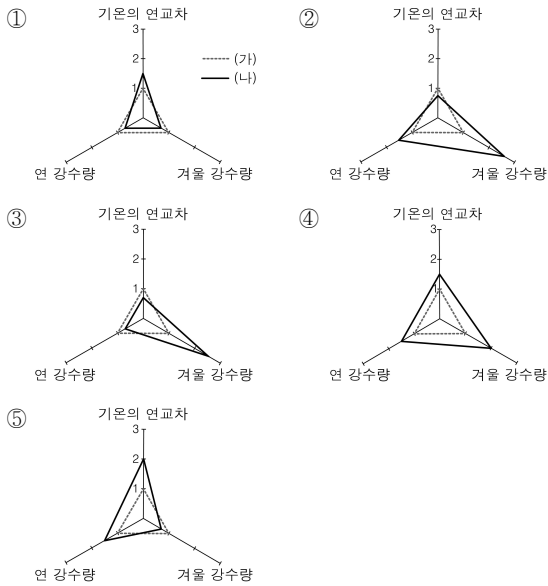 ① 기온의 연교차
3
2
1
(가)
(나)
연 강수량 겨울 강수량
② 기온의 연교차
3
2
1
연 강수량 겨울 강수량
③ 기온의 연교차
3
2
1
연 강수량 겨울 강수량
④ 기온의 연교차
3
2
1
연 강수량 겨울 강수량
⑤ 기온의 연교차
3
2
1
연 강수량 겨울 강수량